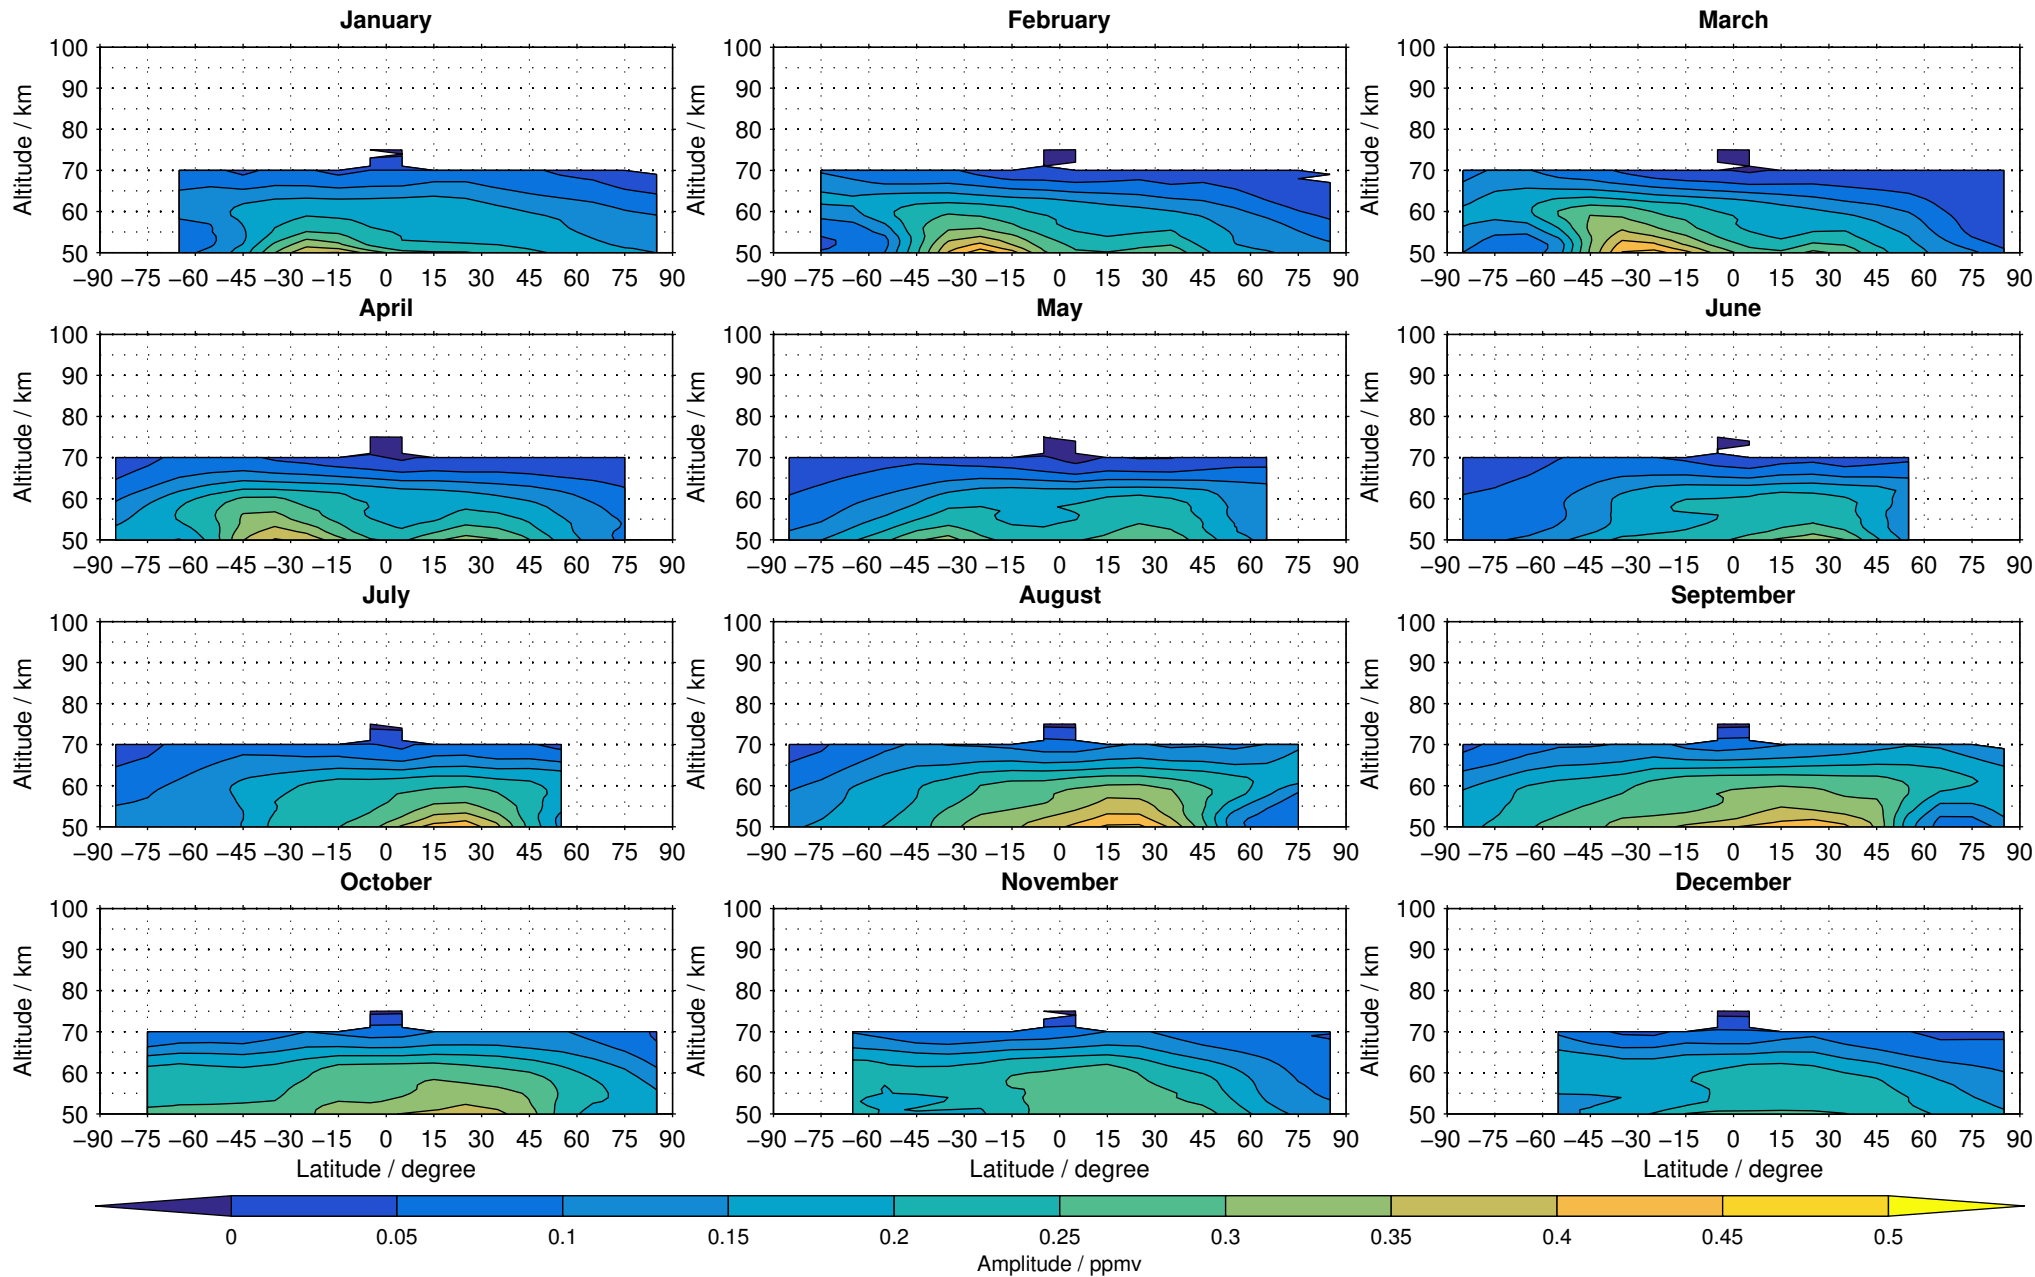 January February March
100 100 100
90 90 90
80 80 80
70 70 70
60 60 60
50 50 50
Altitude / km Altitude / km Altitude / km
−90 −75 −60 −45 −30 −15 0 15 30 45 60 75 90 −90 −75 −60 −45 −30 −15 0 15 30 45 60 75 90 −90 −75 −60 −45 −30 −15 0 15 30 45 60 75 90
April May June
100 100 100
90 90 90
80 80 80
70 70 70
60 60 60
50 50 50
Altitude / km Altitude / km Altitude / km
−90 −75 −60 −45 −30 −15 0 15 30 45 60 75 90 −90 −75 −60 −45 −30 −15 0 15 30 45 60 75 90 −90 −75 −60 −45 −30 −15 0 15 30 45 60 75 90
July August September
100 100 100
90 90 90
80 80 80
70 70 70
60 60 60
50 50 50
Altitude / km Altitude / km Altitude / km
−90 −75 −60 −45 −30 −15 0 15 30 45 60 75 90 −90 −75 −60 −45 −30 −15 0 15 30 45 60 75 90 −90 −75 −60 −45 −30 −15 0 15 30 45 60 75 90
October November December
100 100 100
90 90 90
80 80 80
70 70 70
60 60 60
50 50 50
Altitude / km Altitude / km Altitude / km
−90 −75 −60 −45 −30 −15 0 15 30 45 60 75 90 −90 −75 −60 −45 −30 −15 0 15 30 45 60 75 90 −90 −75 −60 −45 −30 −15 0 15 30 45 60 75 90
Latitude / degree Latitude / degree Latitude / degree
0 0.05 0.1 0.15 0.2 0.25 0.3 0.35 0.4 0.45 0.5
Amplitude / ppmv